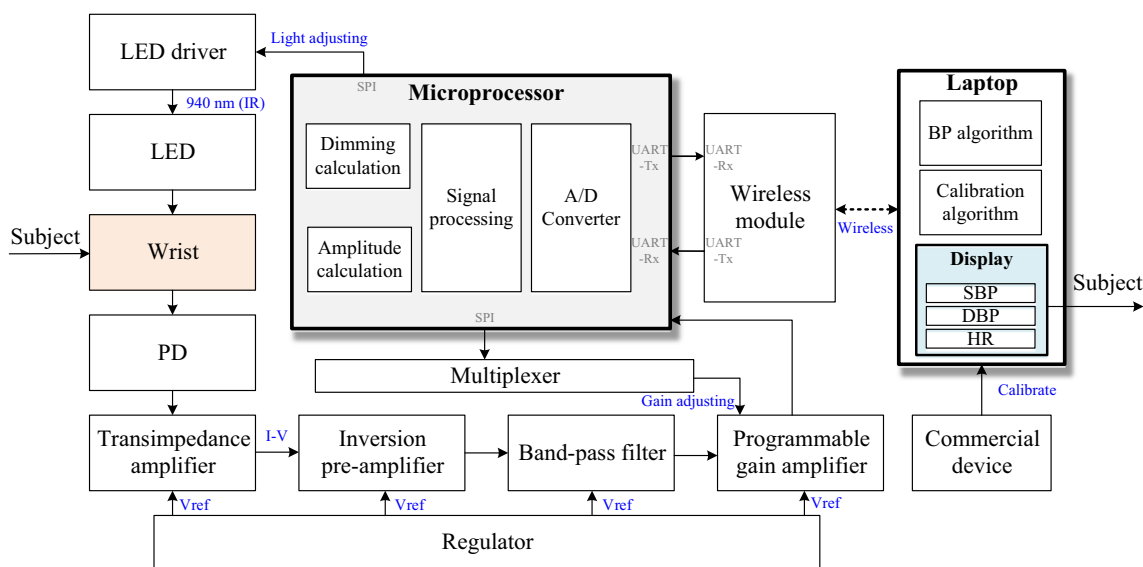 LED driver
Light adjusting
940 nm (IR)
LED
Subject
Wrist
PD
Transimpedance
amplifier
I-V
Inversion
pre-amplifier
Band-pass filter
Programmable
gain amplifier
Vref
Vref
Vref
Vref
Regulator
SPI
Microprocessor
Dimming
calculation
Amplitude
calculation
Signal
processing
A/D
Converter
UART
-Tx
UART
-Rx
SPI
Multiplexer
Gain adjusting
UART
-Rx
Wireless
module
UART
-Tx
Wireless
Laptop
BP algorithm
Calibration
algorithm
Display
SBP
DBP
HR
Subject
Calibrate
Commercial
device